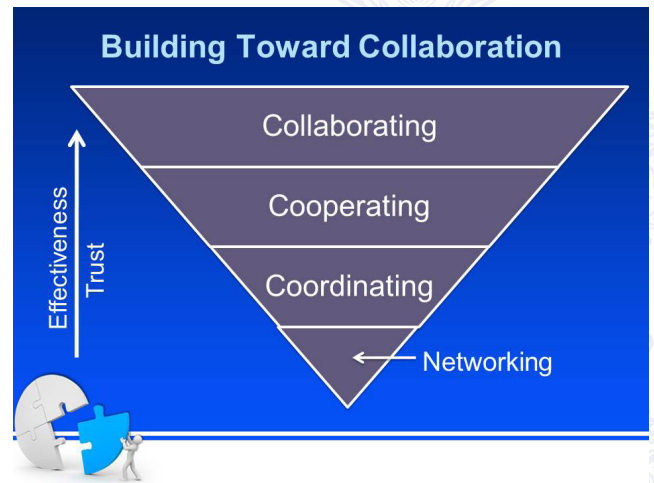 Building Toward Collaboration
Collaborating
Cooperating
Coordinating
Networking
Effectiveness
Trust